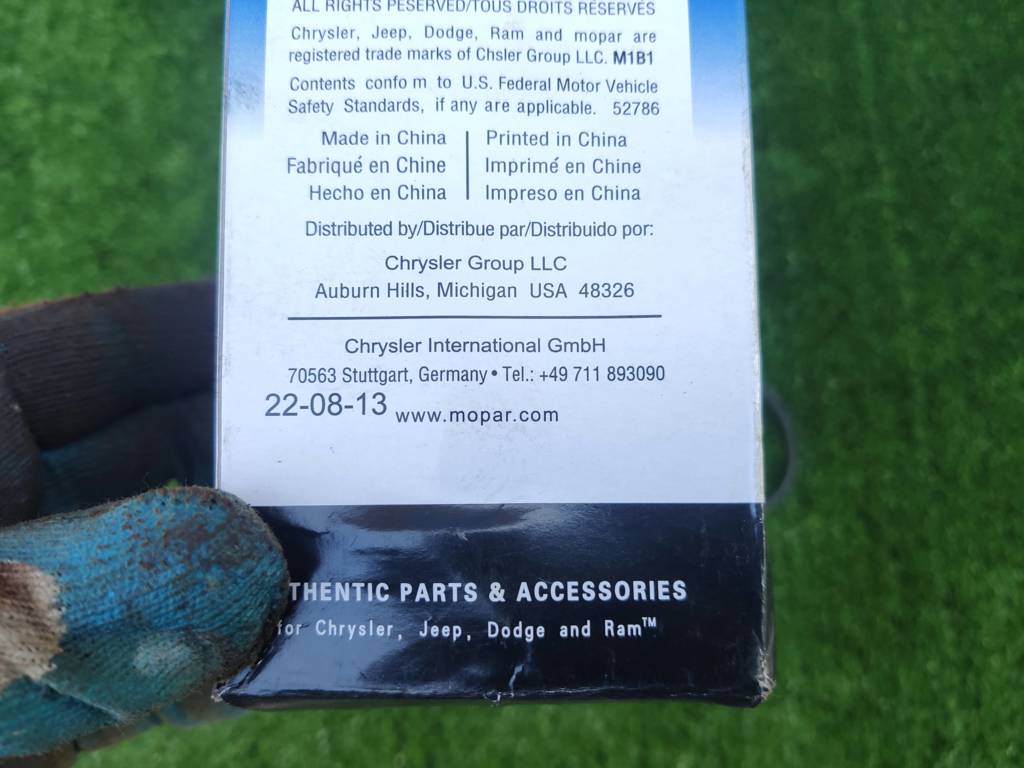 ALL RIGHTS PESERVED/TOUS DROITS RÉSERVÉS
Chrysler, Jeep, Dodge, Ram and mopar are
registered trade marks of Chsler Group LLC. M1B1
Contents confo m to U.S. Federal Motor Vehicle
Safety Standards, if any are applicable. 52786
Made in China | Printed in China
Fabriqué en Chine | Imprimé en Chine
Hecho en China | Impreso en China
Distributed by/Distribue par/Distribuido por:
Chrysler Group LLC
Auburn Hills, Michigan USA 48326
Chrysler International GmbH
70563 Stuttgart, Germany • Tel.: +49 711 893090
22-08-13 www.mopar.com
THENTIC PARTS & ACCESSORIES
for Chrysler, Jeep, Dodge and Ram™